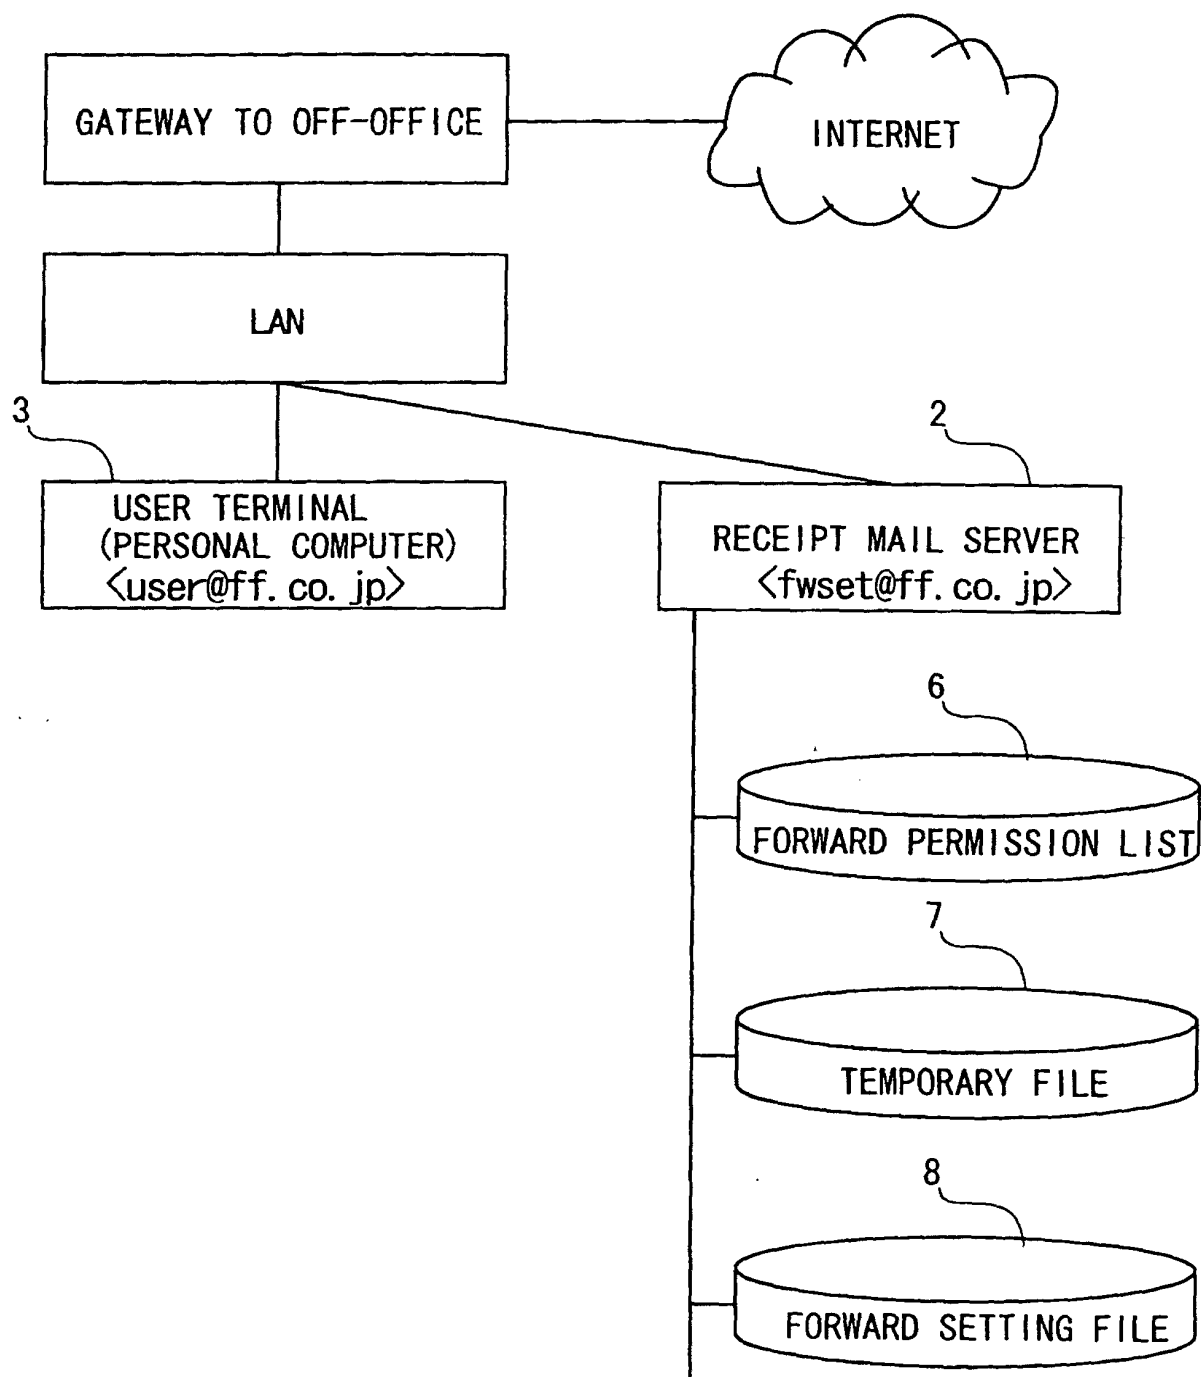 GATEWAY TO OFF-OFFICE
INTERNET
LAN
3
USER TERMINAL
(PERSONAL COMPUTER)
<user@ff.co.jp>
2
RECEIPT MAIL SERVER
<fwset@ff.co.jp>
6
FORWARD PERMISSION LIST
7
TEMPORARY FILE
8
FORWARD SETTING FILE